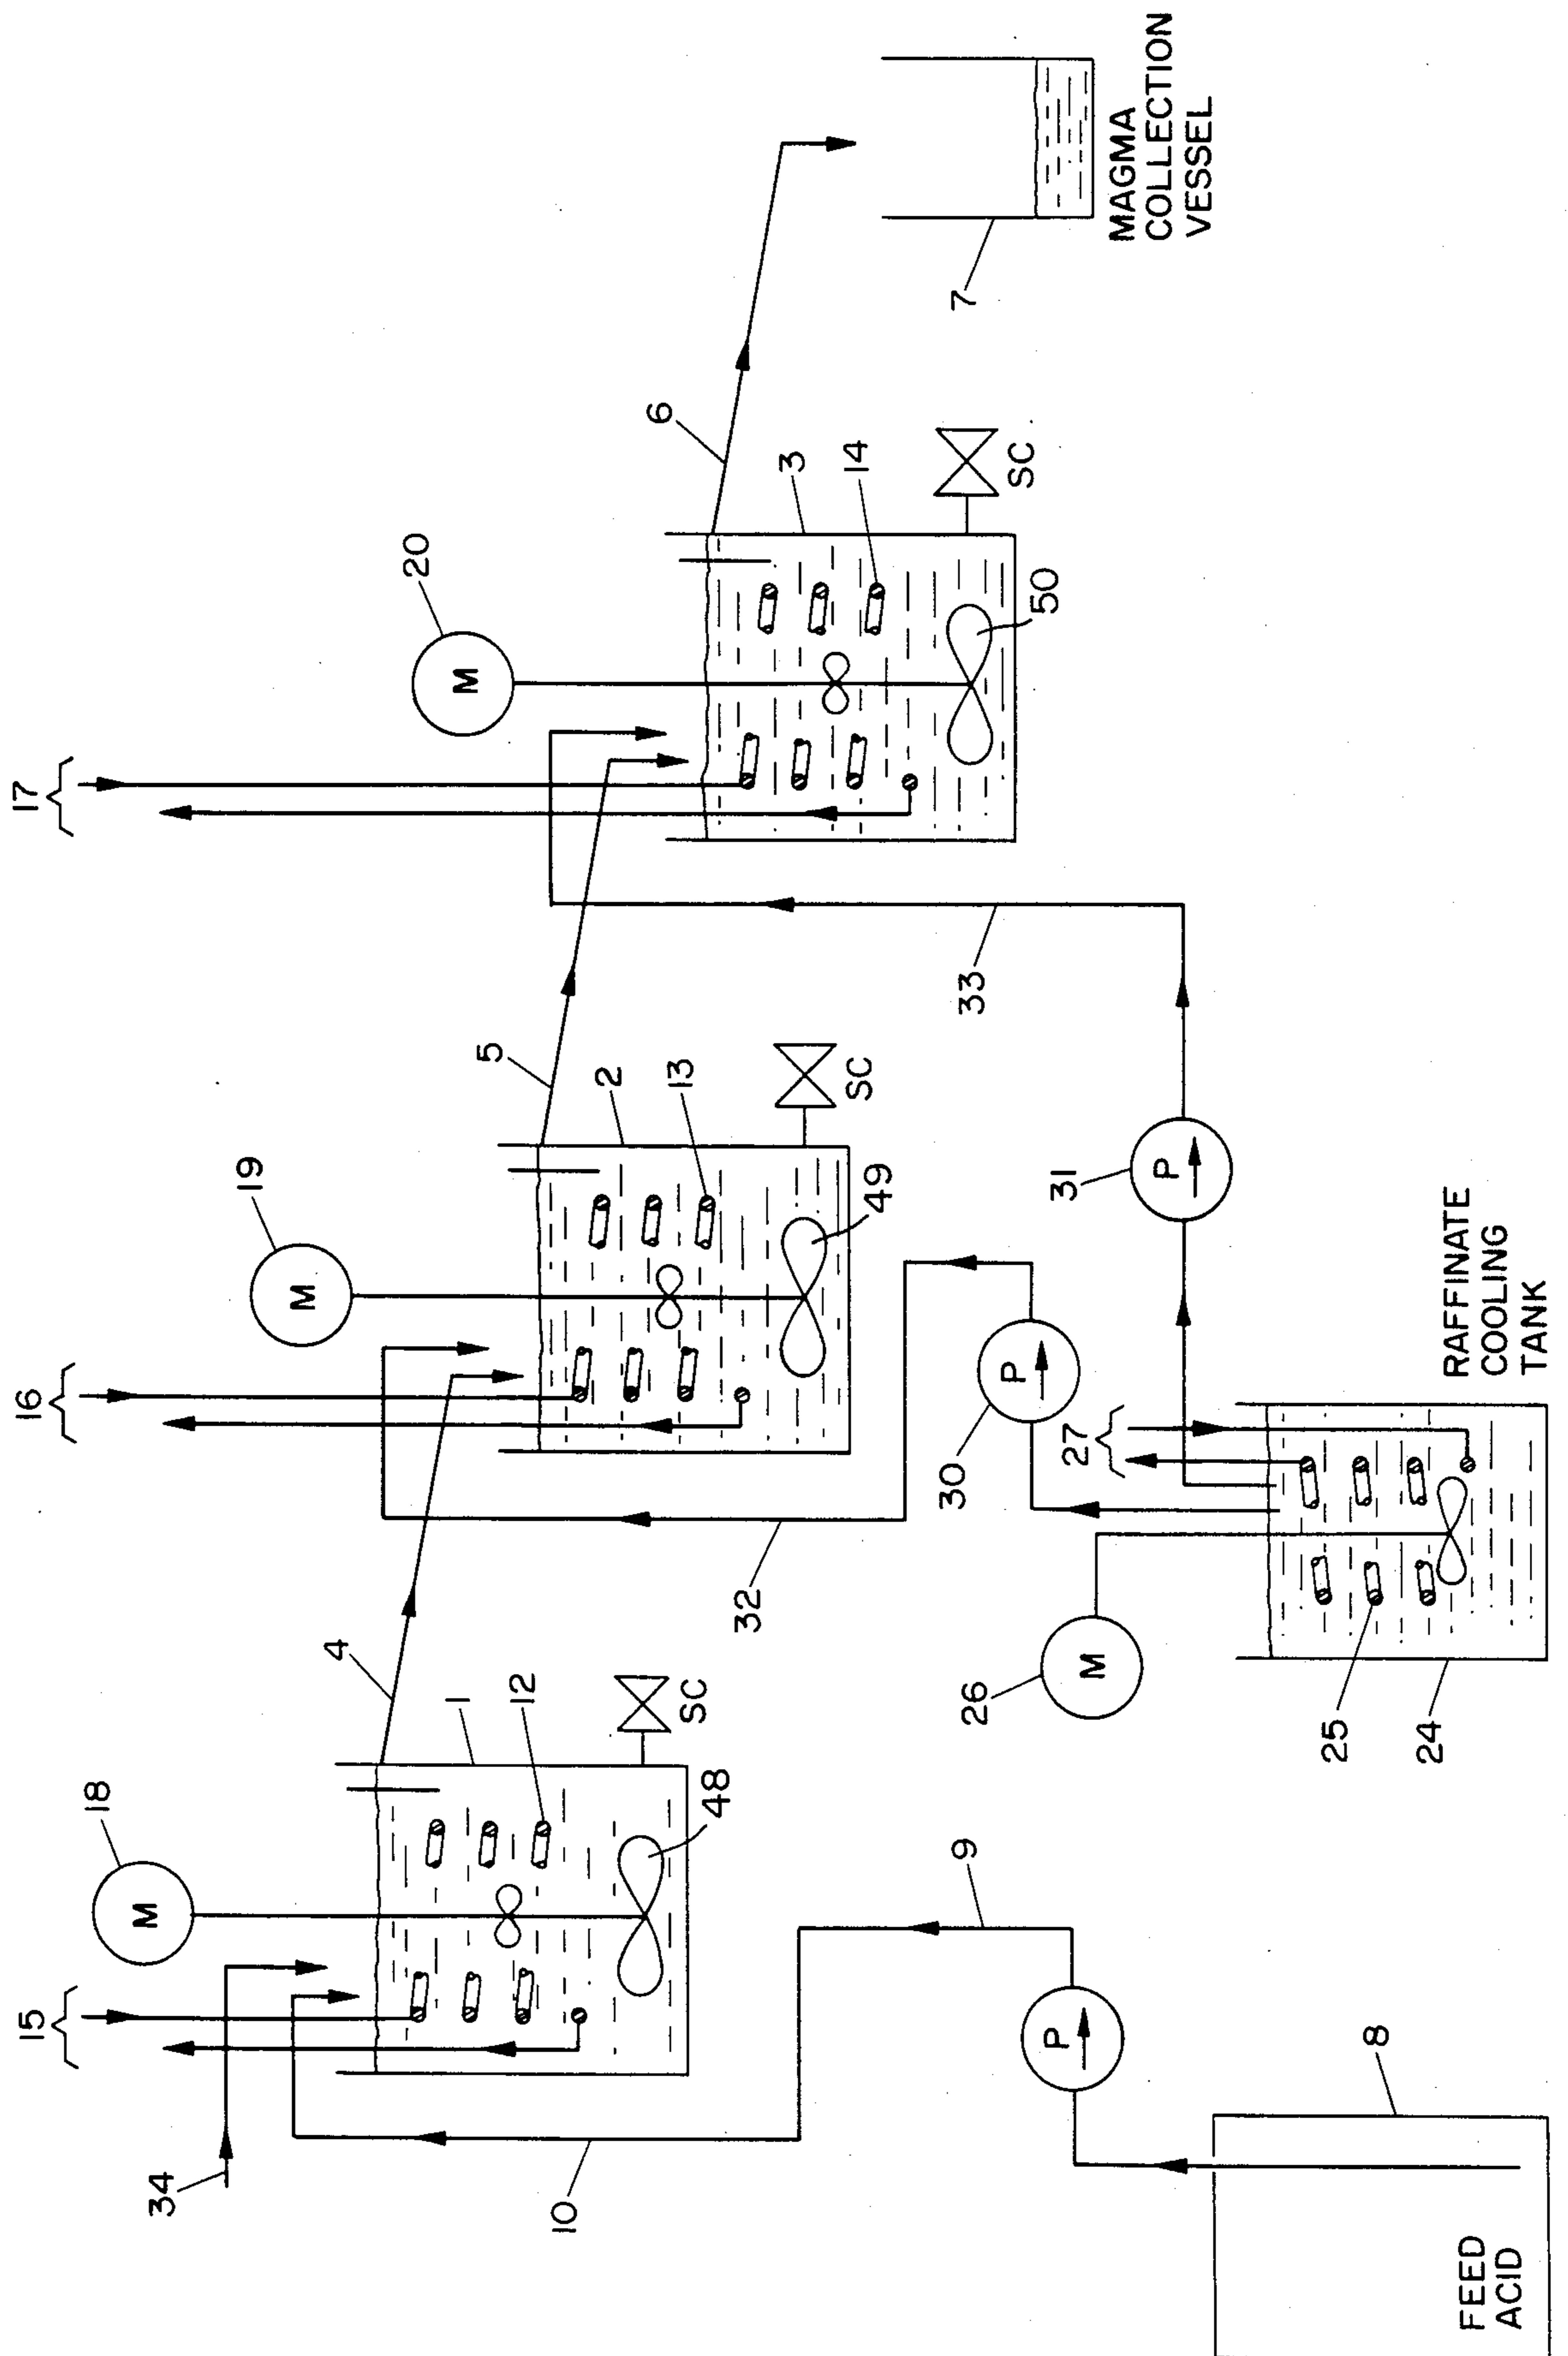 15
16
17
18
M
34
19
M
4
20
1
M
5
12
10
2
6
13
SC
48
32
3
14
SC
49
9
26
30
33
7
P
P
SC
50
31
27
M
P
MAGMA
COLLECTION
VESSEL
25
8
24
RAFFINATE
COOLING
TANK
FEED
ACID